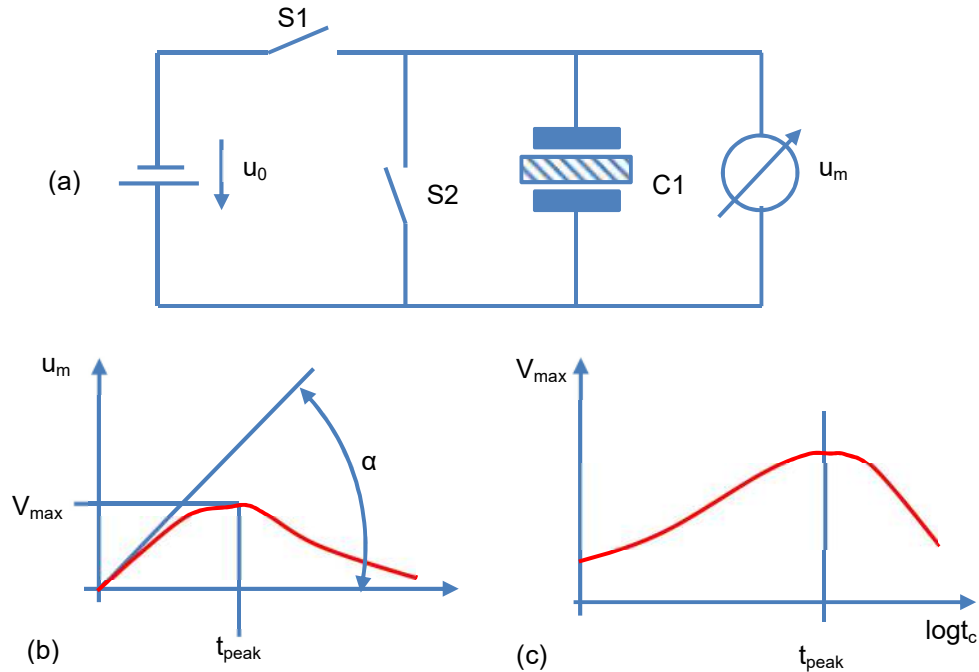 S1
(a)
u0
S2
C1
um
um
α
Vmax
tpeak
(b)
Vmax
logtc
tpeak
(c)